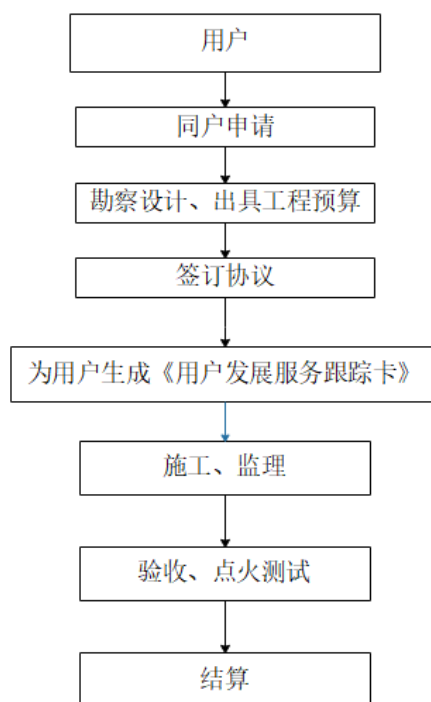 用户
同户申请
勘察设计、出具工程预算
签订协议
为用户生成《用户发展服务跟踪卡》
施工、监理
验收、点火测试
结算